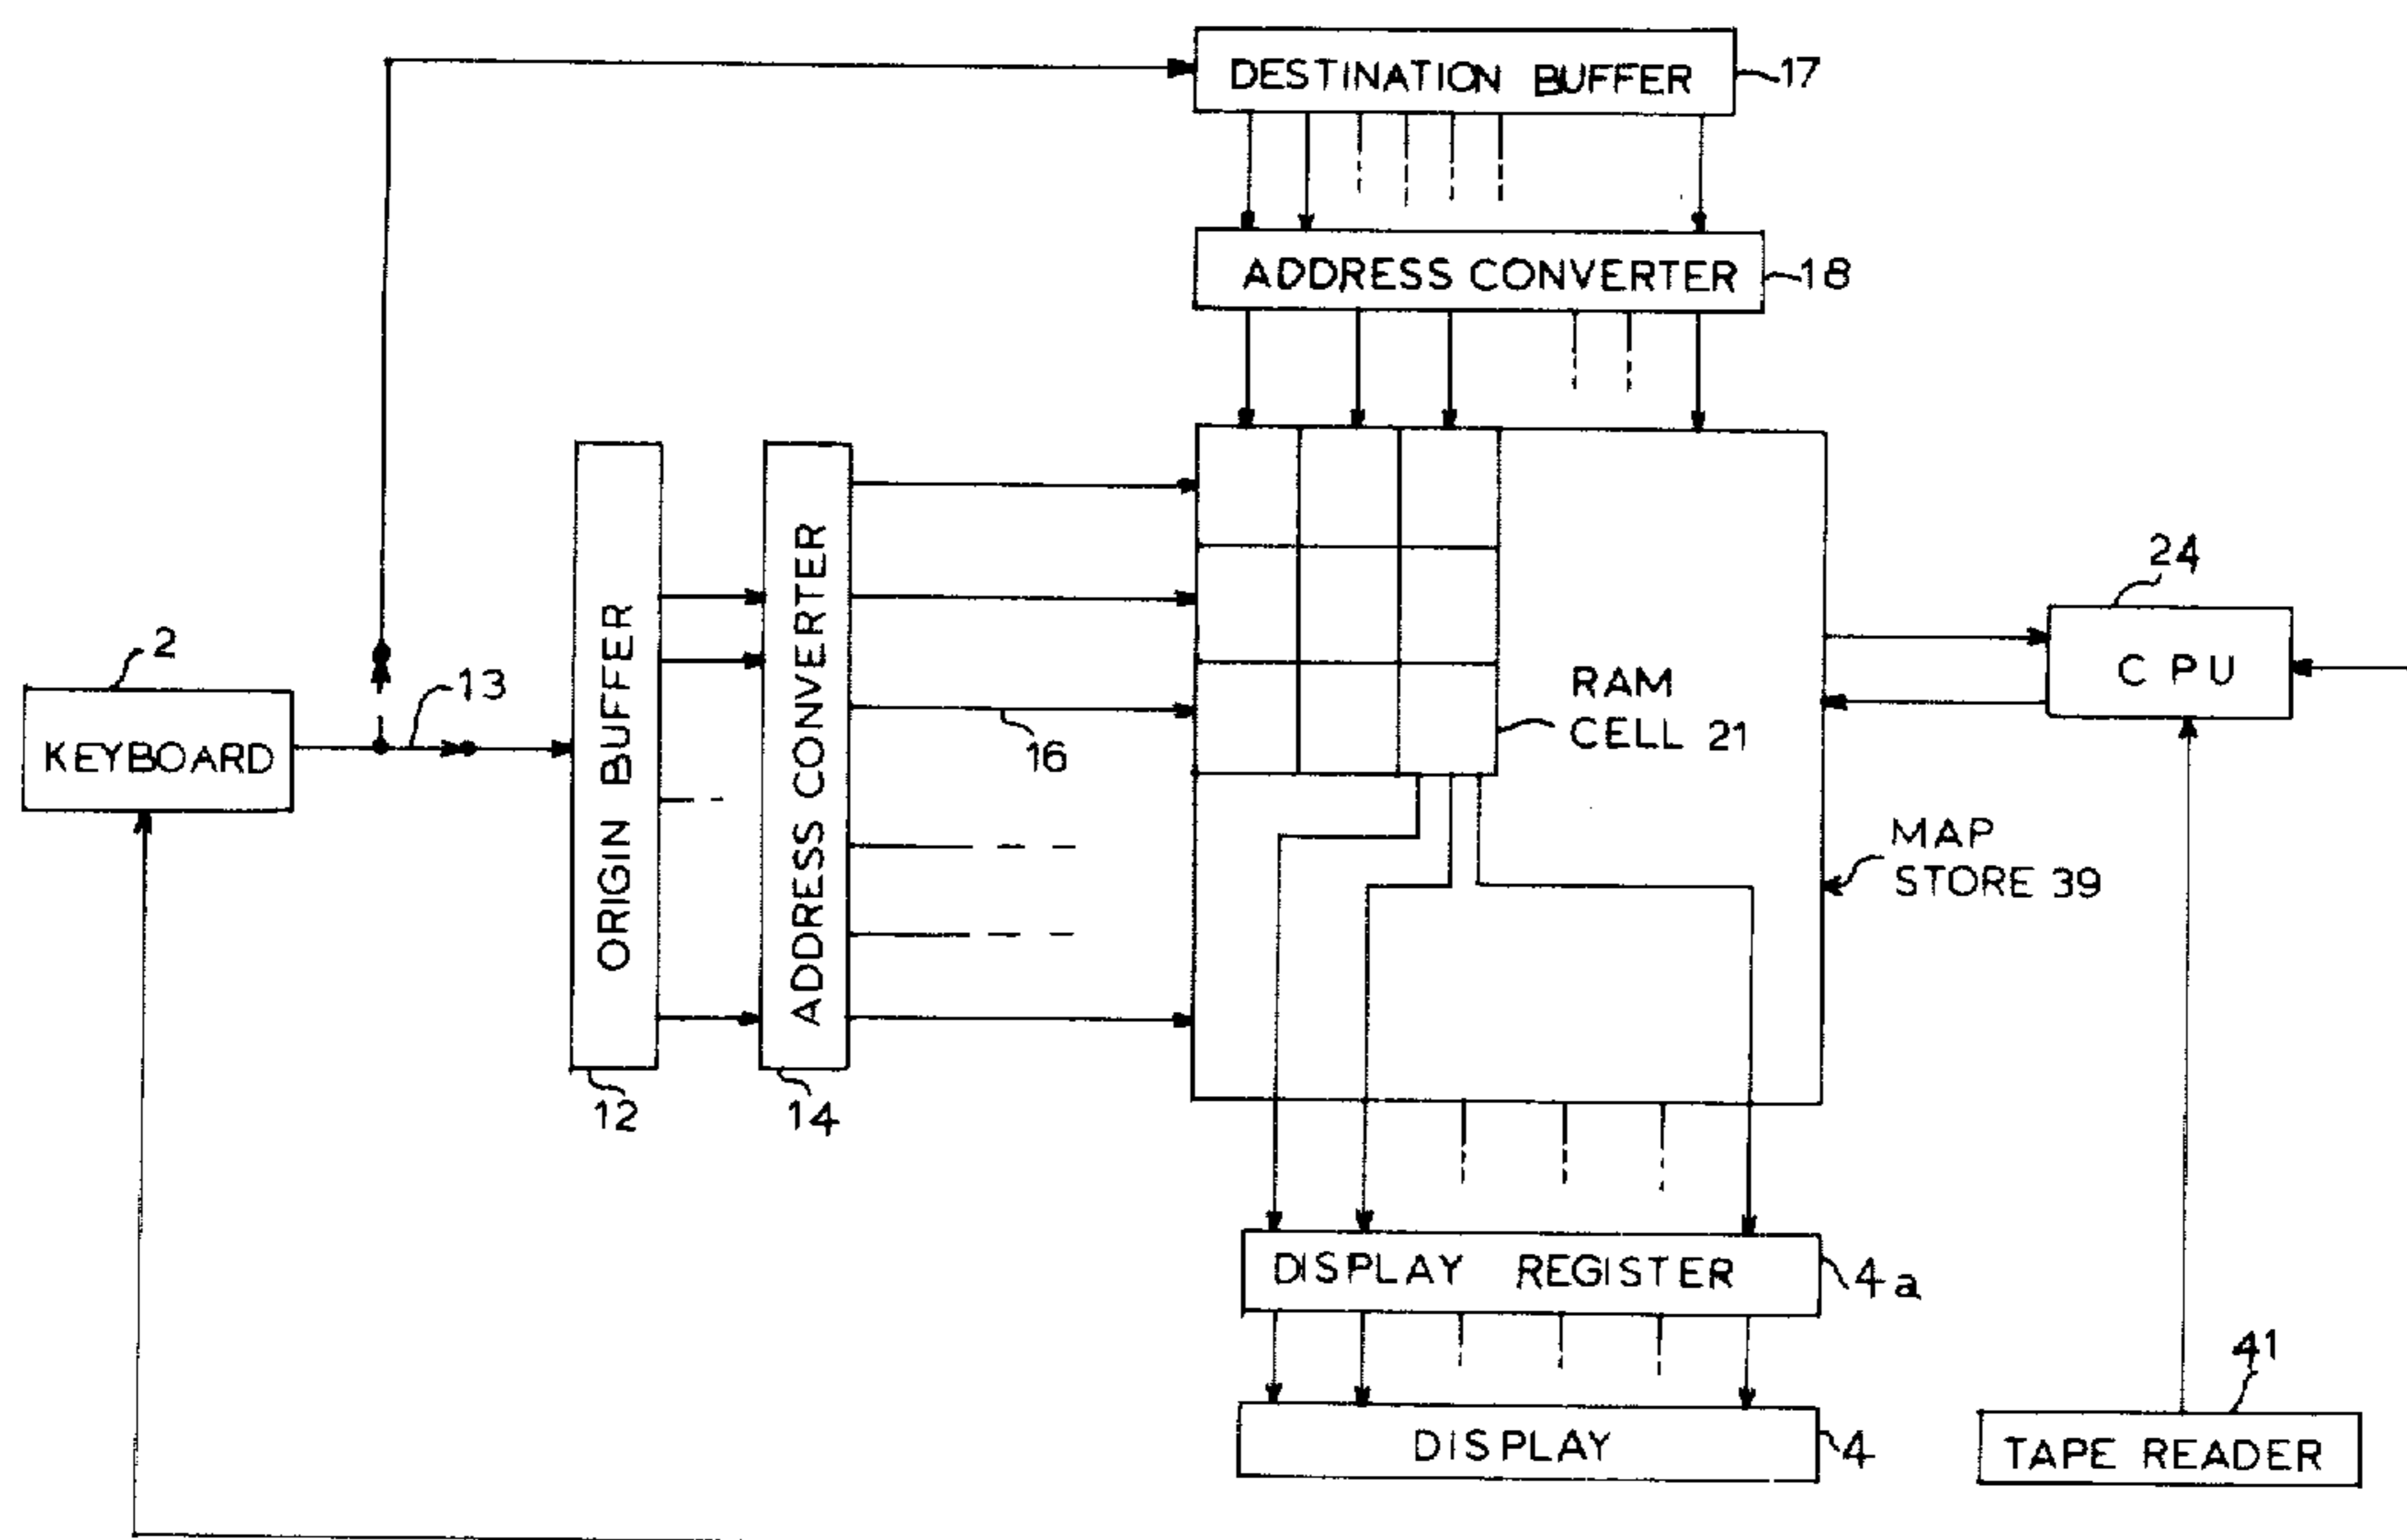 DESTINATION BUFFER
17
ADDRESS CONVERTER
18
24
CPU
2
KEYBOARD
13
ORIGIN BUFFER
12
ADDRESS CONVERTER
14
16
RAM
CELL 21
MAP
STORE 39
DISPLAY REGISTER
4a
DISPLAY
4
41
TAPE READER